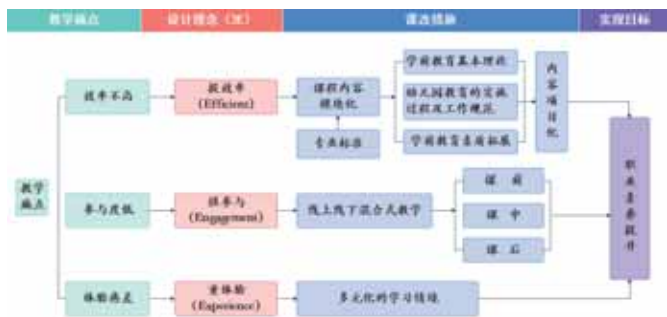 教学痛点
设计理念（3E）
课改措施
实现目标
教学
痛点
效率不高
提效率
(Efficient)
课程内容
模块化
专业标准
学前教育基本理论
幼儿园教育的实施
过程及工作规范
学前教育素质拓展
内容项目化
参与度低
(Engagement)
线上线下混合式教学
课 前
课 中
课 后
体验感差
重体验
(Experience)
多元化的学习情境
职业素养提升